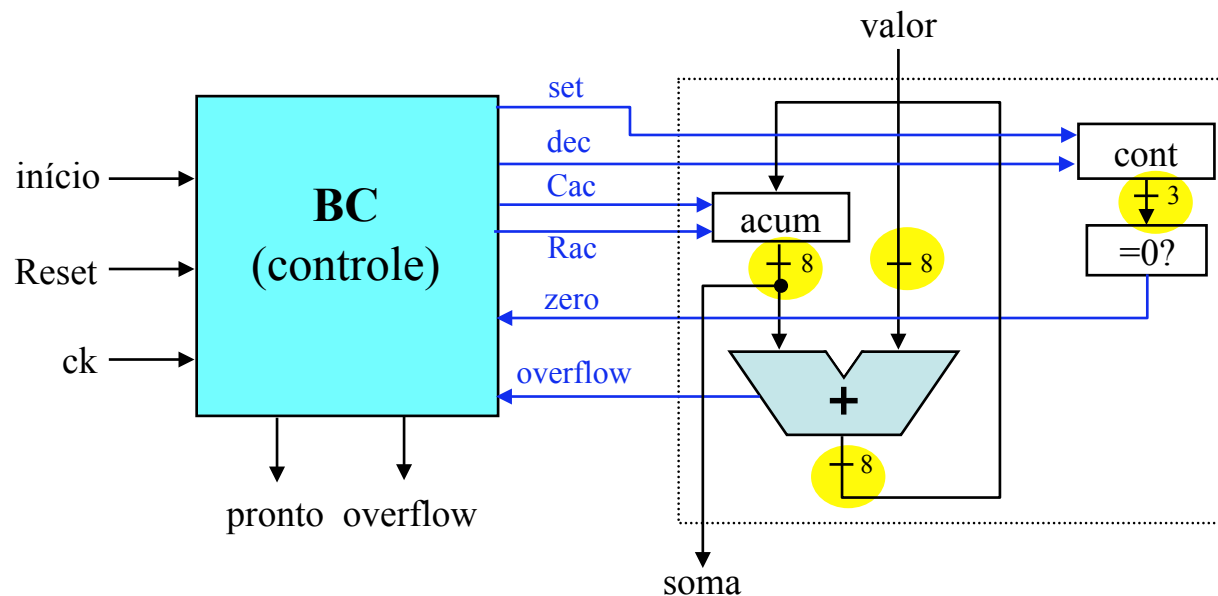 valor
set
dec
Cac
Rac
zero
overflow
início
Reset
ck
BC
(controle)
pronto
overflow
acum
8
8
cont
3
=0?
+
8
soma